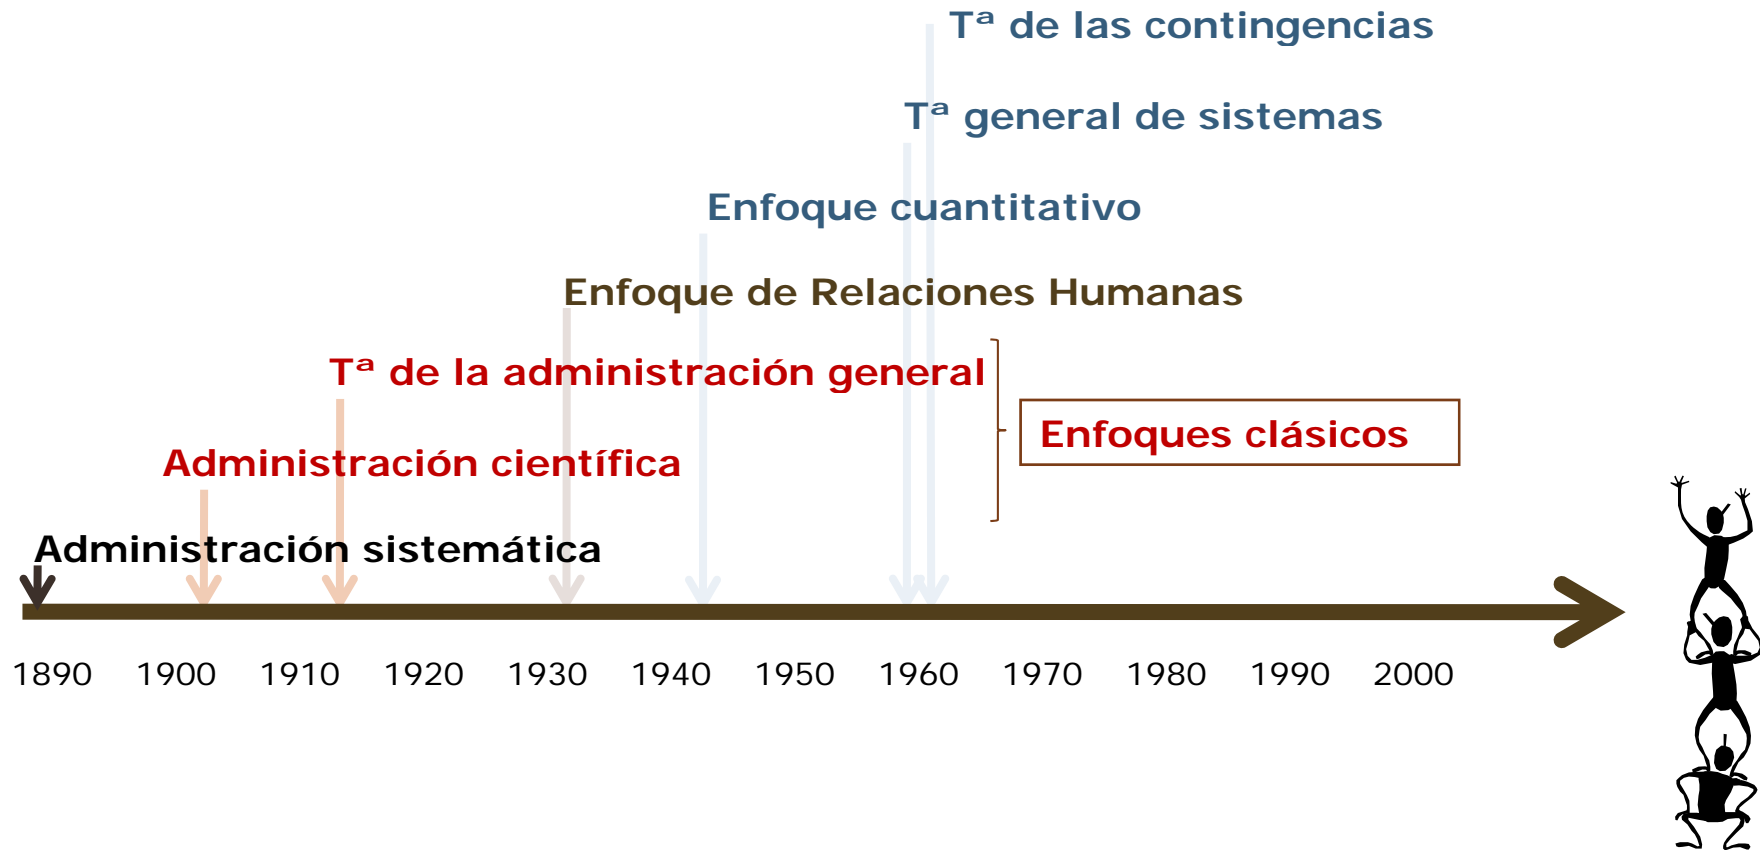 Tª de las contingencias
Tª general de sistemas
Enfoque cuantitativo
Enfoque de Relaciones Humanas
Tª de la administración general
Enfoques clásicos
Administración científica
Administración sistemática
1890 1900 1910 1920 1930 1940 1950 1960 1970 1980 1990 2000